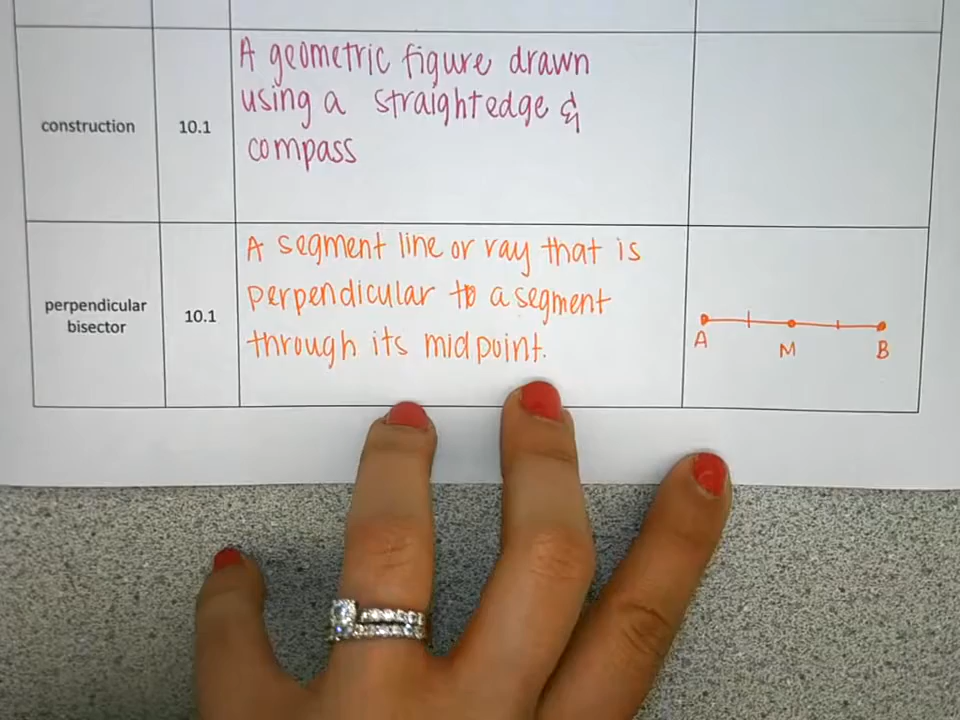 construction
10.1
A geometric figure drawn
using a straightedge &
compass
perpendicular
bisector
10.1
A segment line or ray that is
perpendicular to a segment
through its midpoint.
A M B